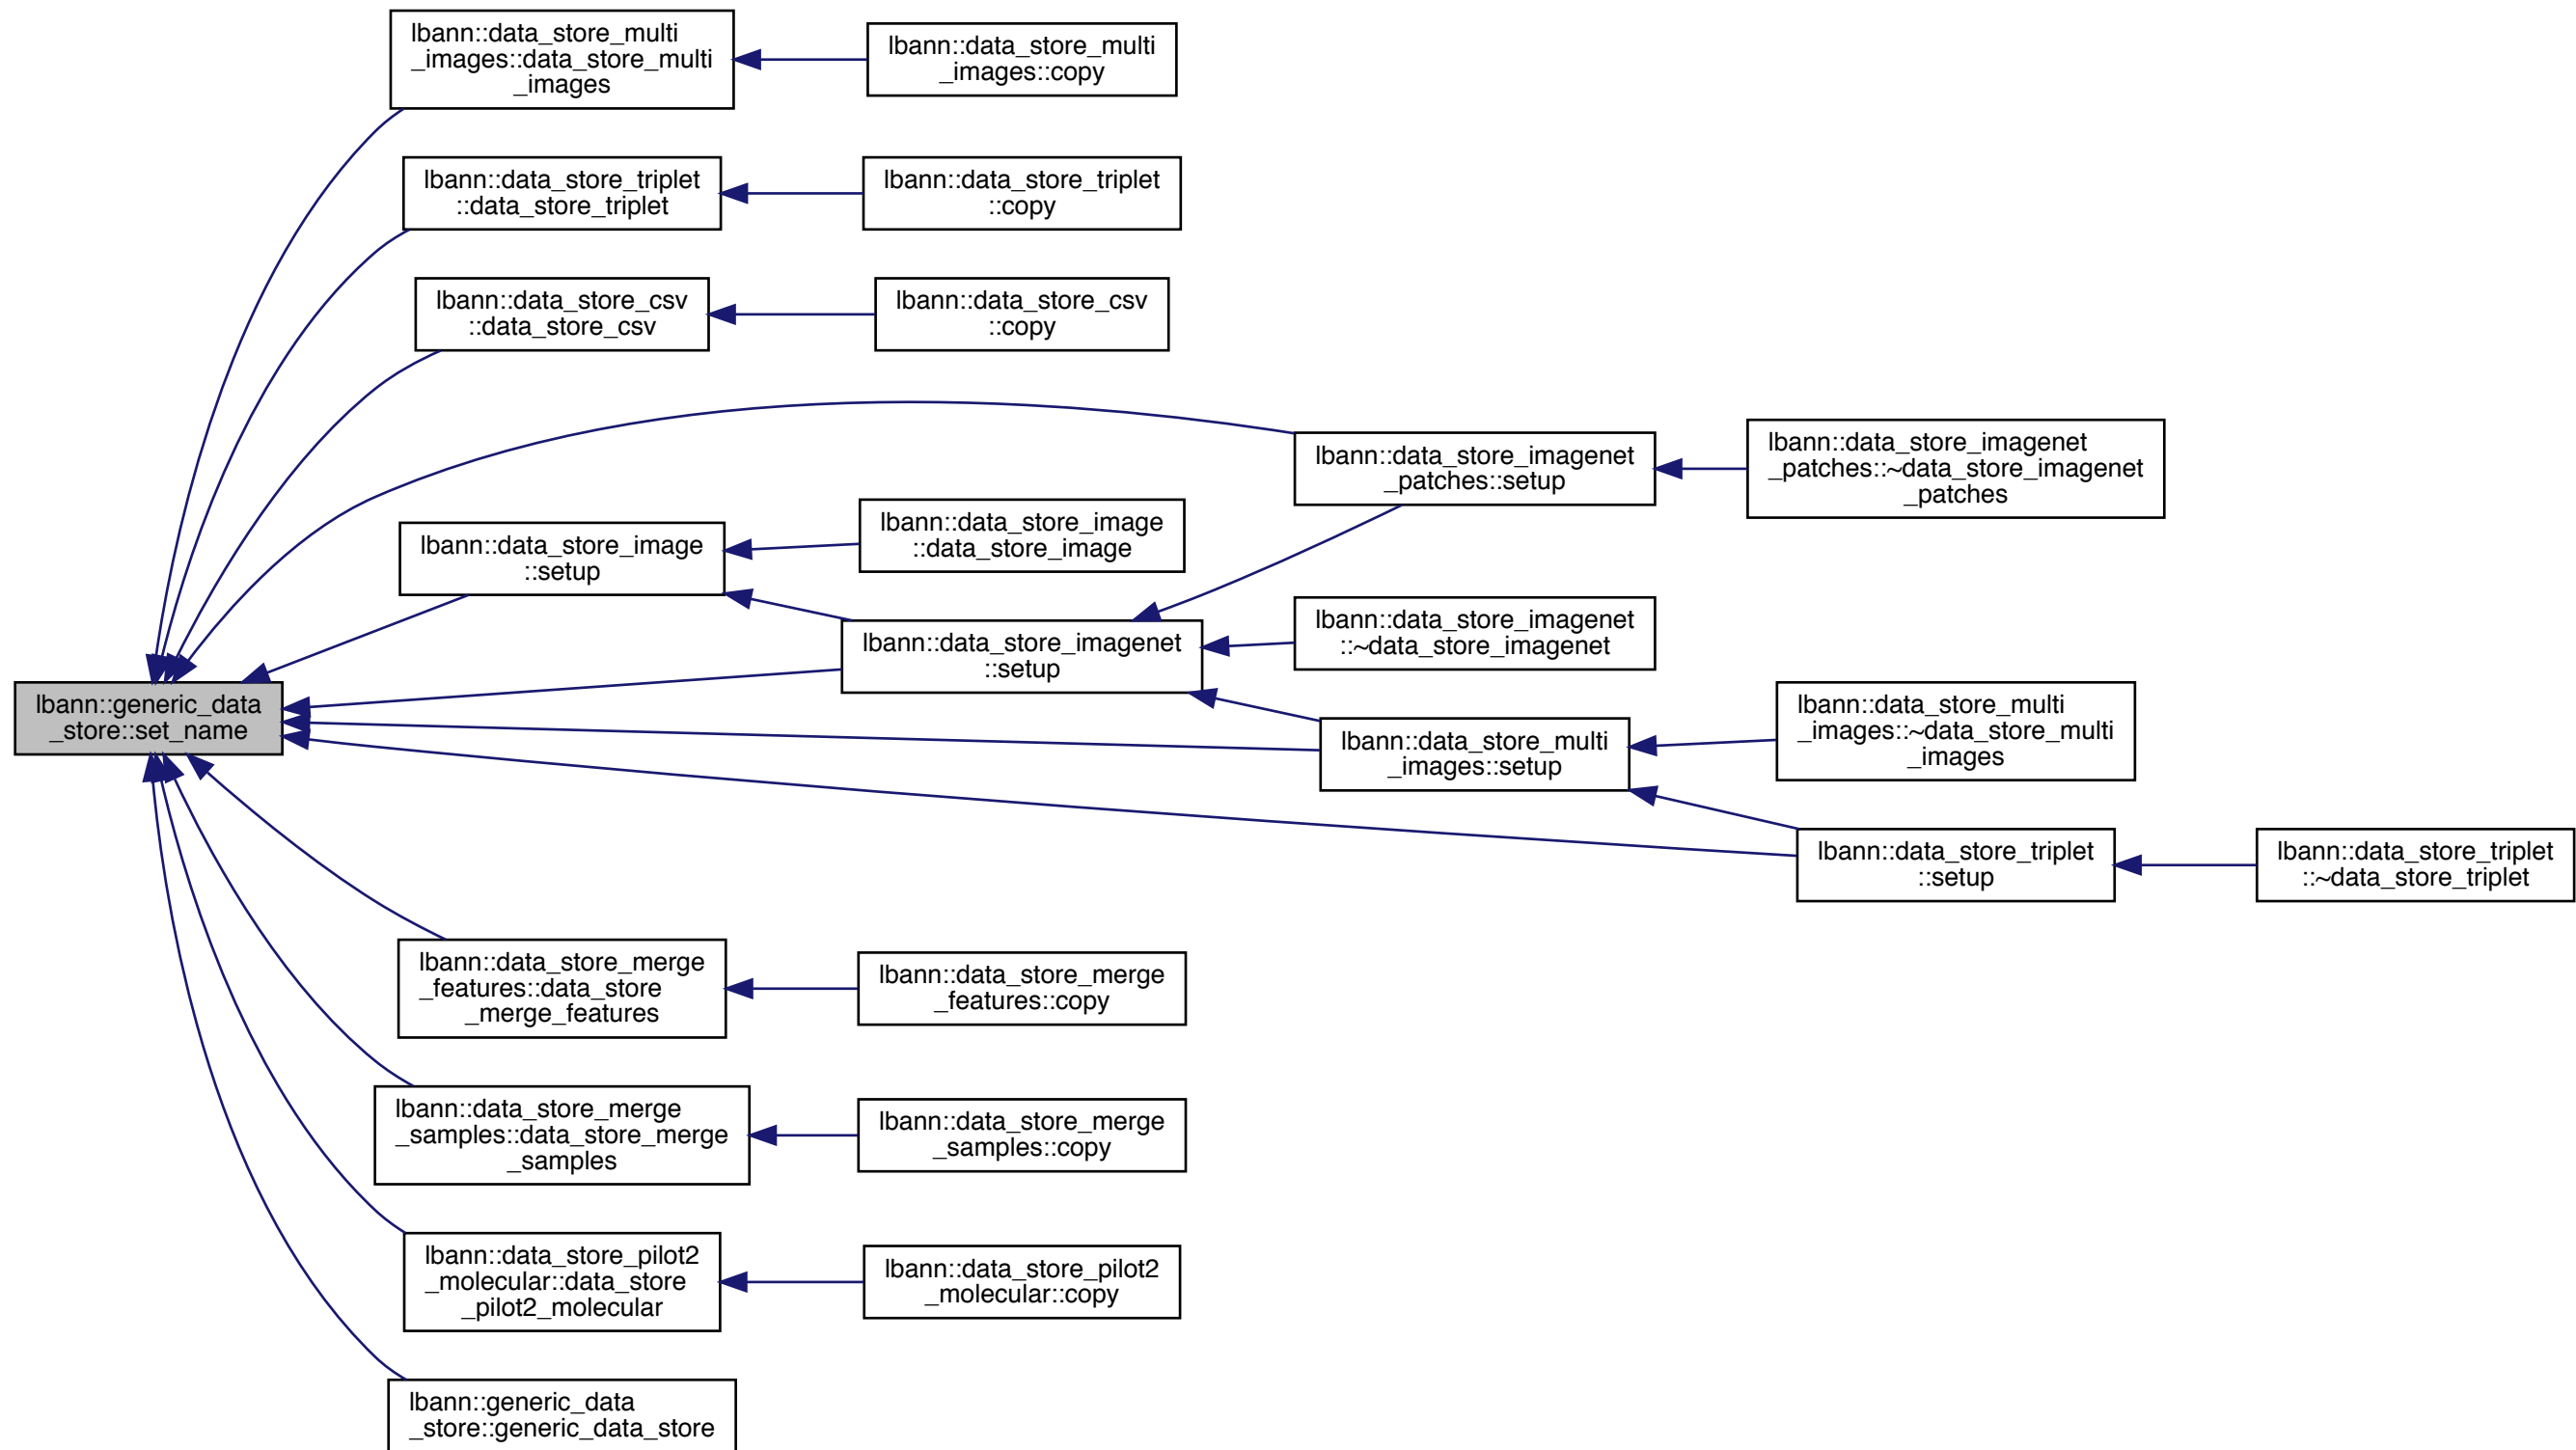 lbann::data_store_multi
_images::data_store_multi
_images
lbann::data_store_multi
_images::copy
lbann::data_store_triplet
::data_store_triplet
lbann::data_store_triplet
::copy
lbann::data_store_csv
::data_store_csv
lbann::data_store_csv
::copy
lbann::data_store_imagenet
_patches::setup
lbann::data_store_imagenet
_patches::~data_store_imagenet
_patches
lbann::data_store_image
::setup
lbann::data_store_image
::data_store_image
lbann::data_store_imagenet
::setup
lbann::data_store_imagenet
::~data_store_imagenet
lbann::generic_data
_store::set_name
lbann::data_store_multi
_images::setup
lbann::data_store_multi
_images::~data_store_multi
_images
lbann::data_store_triplet
::setup
lbann::data_store_triplet
::~data_store_triplet
lbann::data_store_merge
_features::data_store
_merge_features
lbann::data_store_merge
_features::copy
lbann::data_store_merge
_samples::data_store_merge
_samples
lbann::data_store_merge
_samples::copy
lbann::data_store_pilot2
_molecular::data_store
_pilot2_molecular
lbann::data_store_pilot2
_molecular::copy
lbann::generic_data
_store::generic_data_store